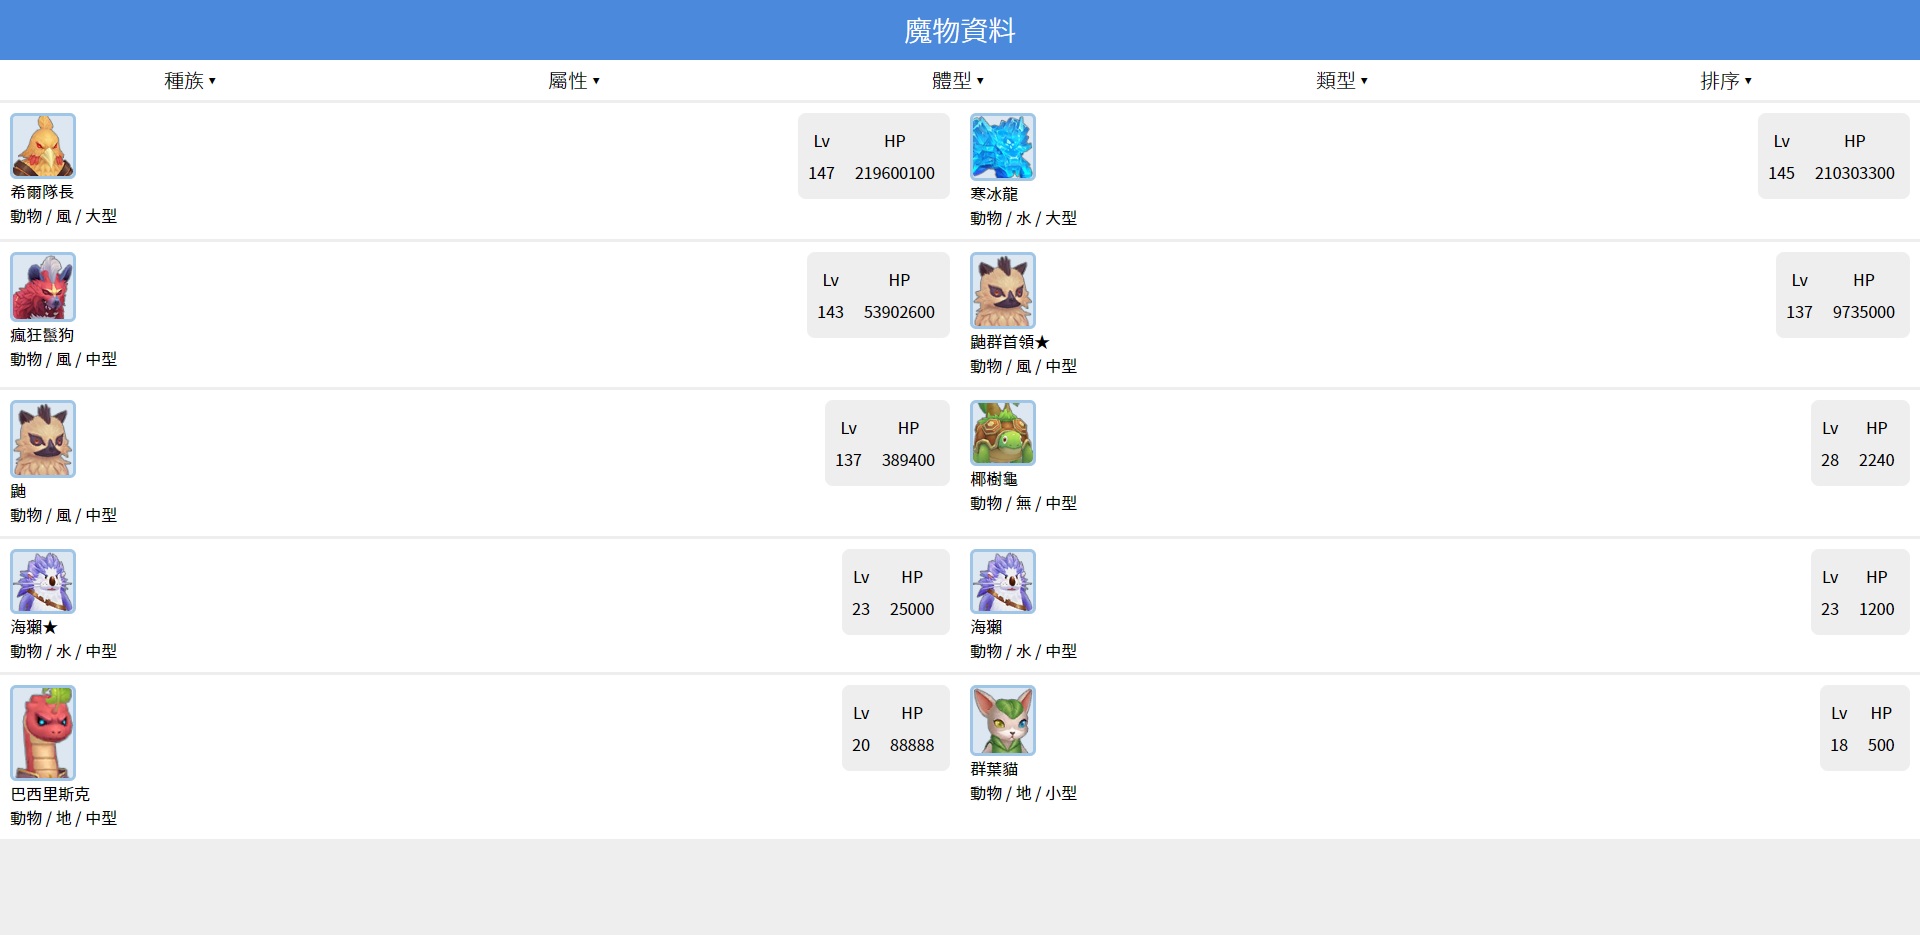 魔物資料
種族▼ 屬性▼ 體型▼ 類型▼ 排序▼
Lv HP
147 219600100
希爾隊長
動物 / 風 / 大型
Lv HP
145 210303300
寒冰龍
動物 / 水 / 大型
Lv HP
143 53902600
瘋狂鬣狗
動物 / 風 / 中型
Lv HP
137 9735000
鼬群首領★
動物 / 風 / 中型
Lv HP
137 389400
鼬
動物 / 風 / 中型
Lv HP
28 2240
椰樹龜
動物 / 無 / 中型
Lv HP
23 25000
海獺★
動物 / 水 / 中型
Lv HP
23 1200
海獺
動物 / 水 / 中型
Lv HP
20 88888
巴西里斯克
動物 / 地 / 中型
Lv HP
18 500
群葉貓
動物 / 地 / 小型